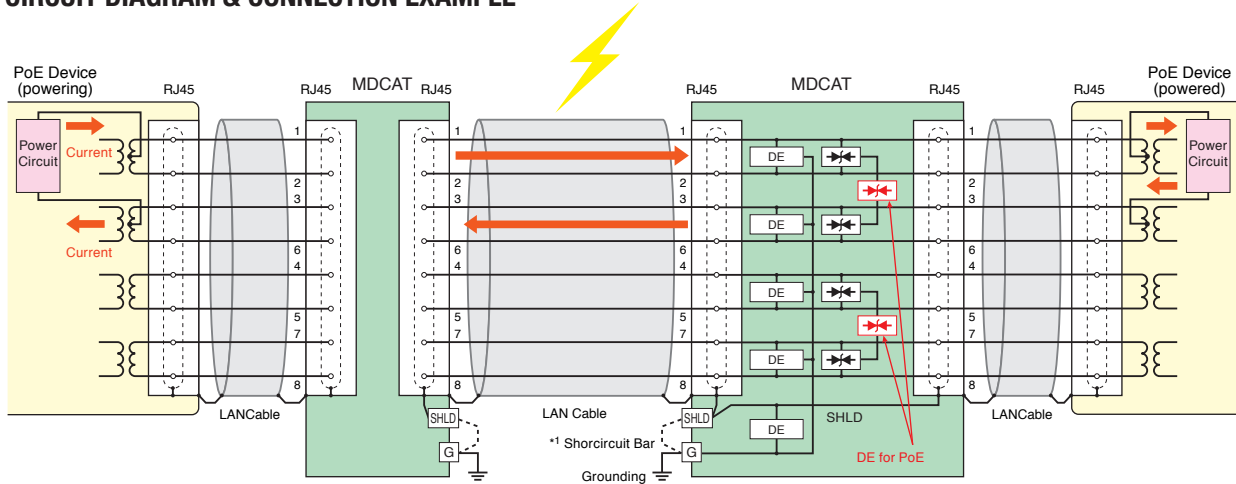 CIRCUIT DIAGRAM & CONNECTION EXAMPLE
PoE Device
(powering)
RJ45
RJ45
MDCAT
RJ45
RJ45
MDCAT
RJ45
RJ45
PoE Device
(powered)
Power
Circuit
Current
Current
1
2
3
6
4
5
7
8
1
2
3
6
4
5
7
8
1
2
3
6
4
5
7
8
1
2
3
6
4
5
7
8
DE
DE
DE
DE
DE
Power
Circuit
LANCable
SHLD
G
LAN Cable
*1 Shorcircuit Bar
Grounding
SHLD
G
SHLD
DE for PoE
LANCable